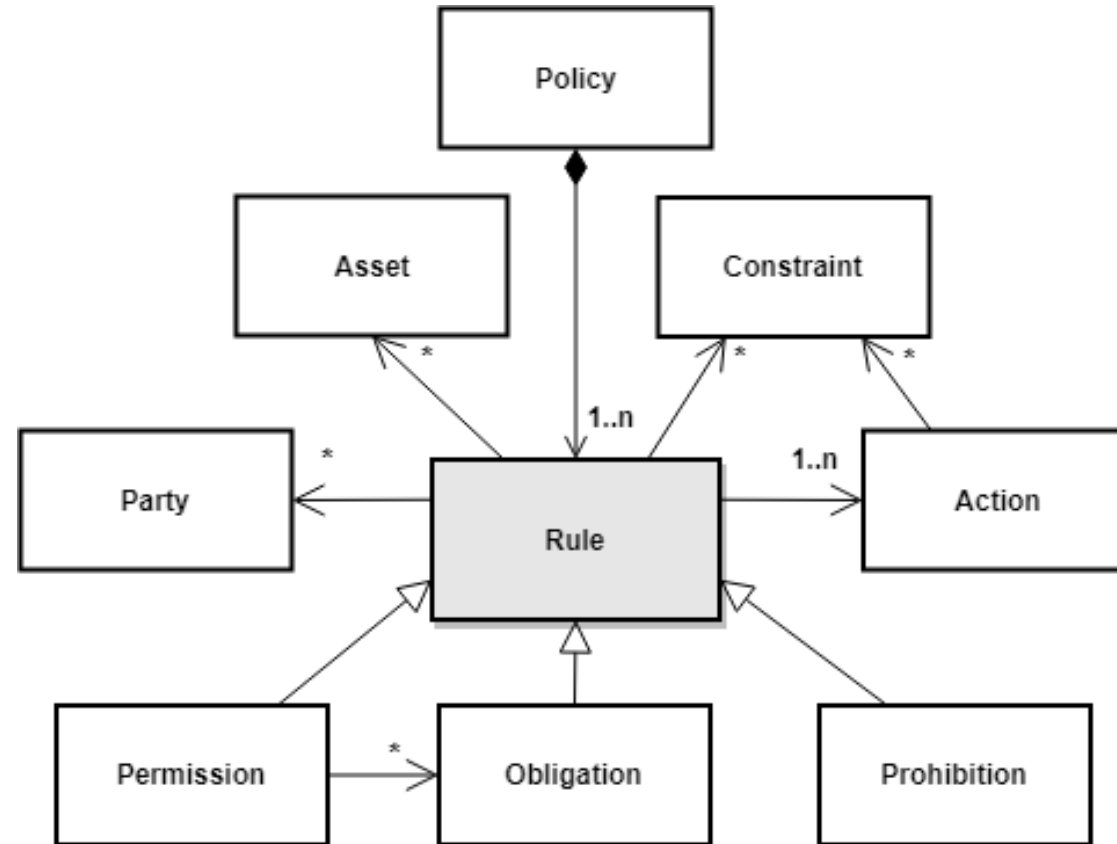 Policy
Asset
Constraint
*
*
*
1..n
*
1..n
Party
Rule
Action
*
Permission
Obligation
Prohibition